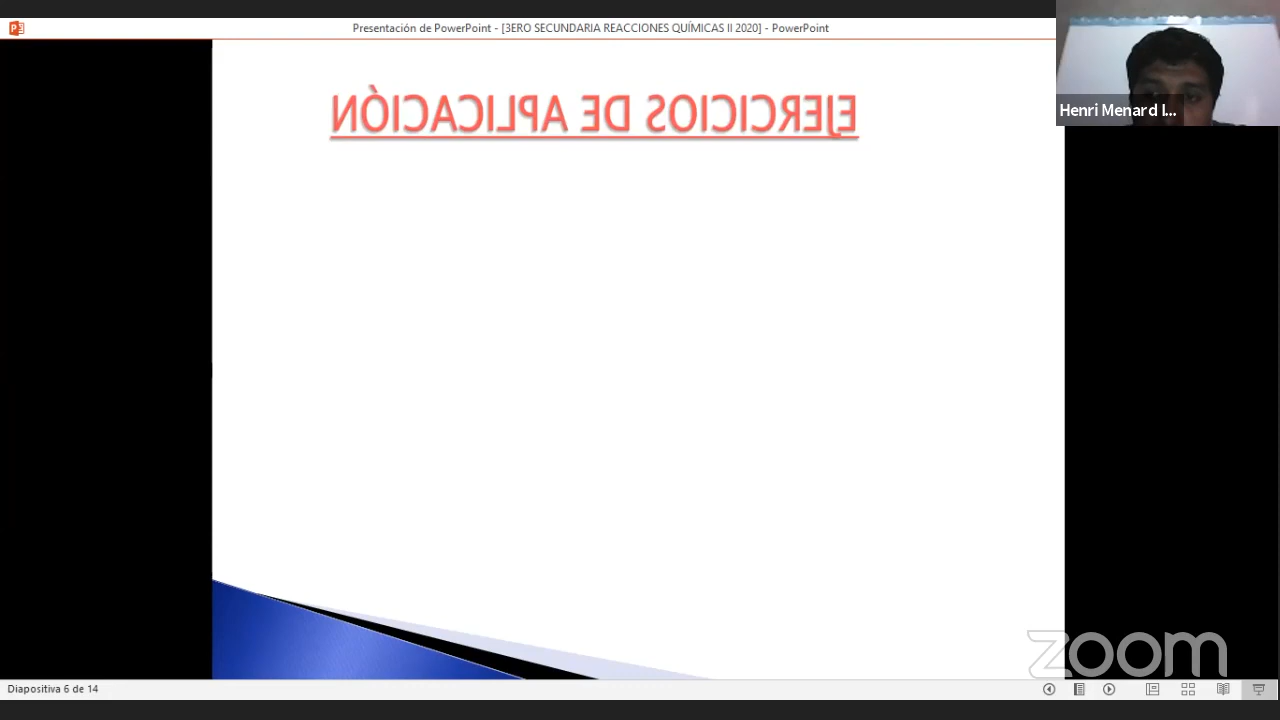 Presentación de PowerPoint - [3ERO SECUNDARIA REACCIONES QUÍMICAS II 2020] - PowerPoint
Henri Menard I...
EJERCICIOS DE APLICACIÓN
zoom
Diapositiva 6 de 14